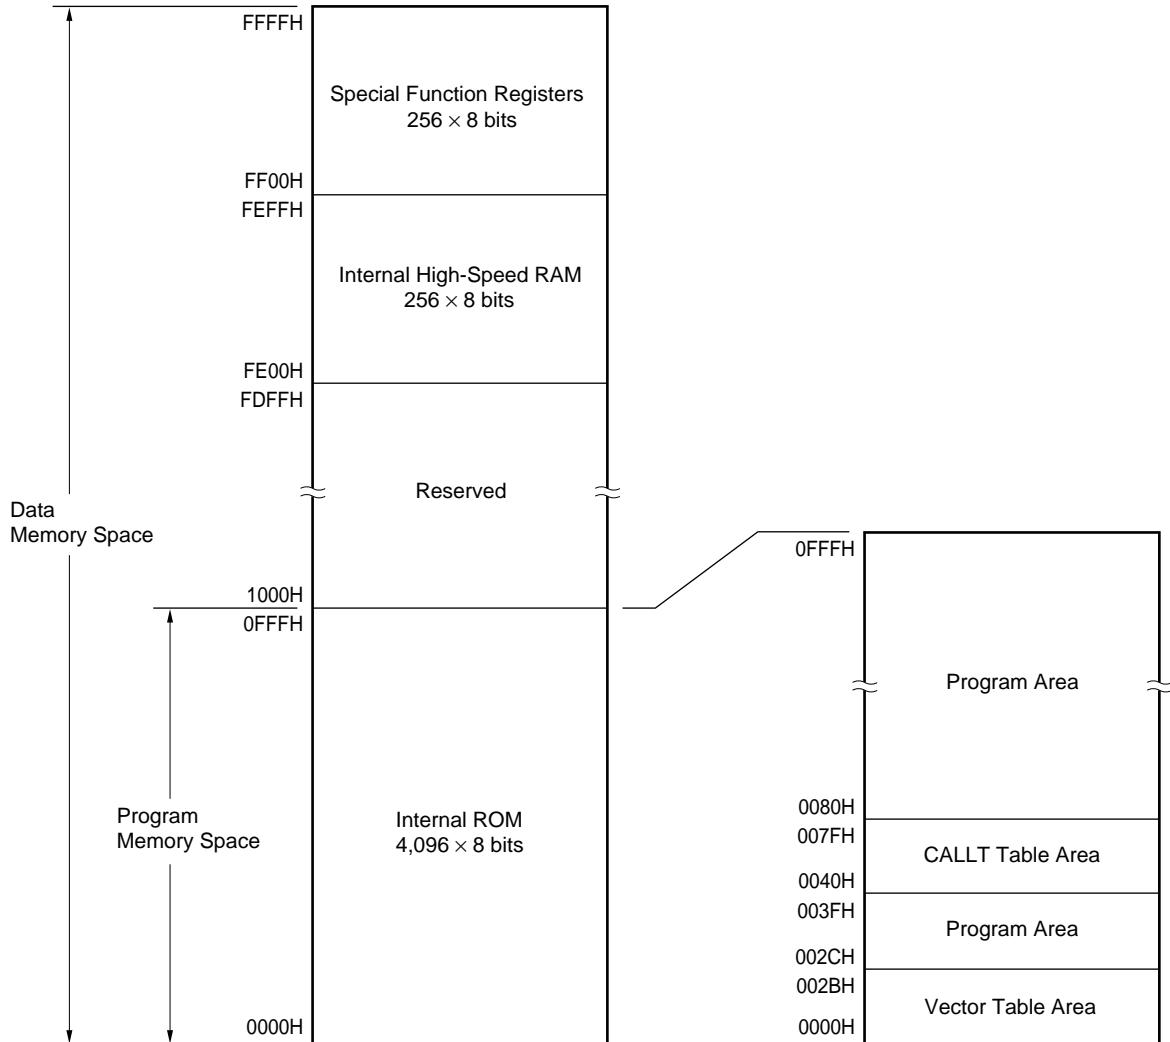 FFFFH
Special Function Registers
256 × 8 bits
FF00H
FEFFH
Internal High-Speed RAM
256 × 8 bits
FE00H
FDFFH
Reserved
Data
Memory Space
1000H
0FFFH
Program
Memory Space
Internal ROM
4,096 × 8 bits
0000H
0FFFH
Program Area
0080H
007FH
CALLT Table Area
0040H
003FH
Program Area
002CH
002BH
Vector Table Area
0000H